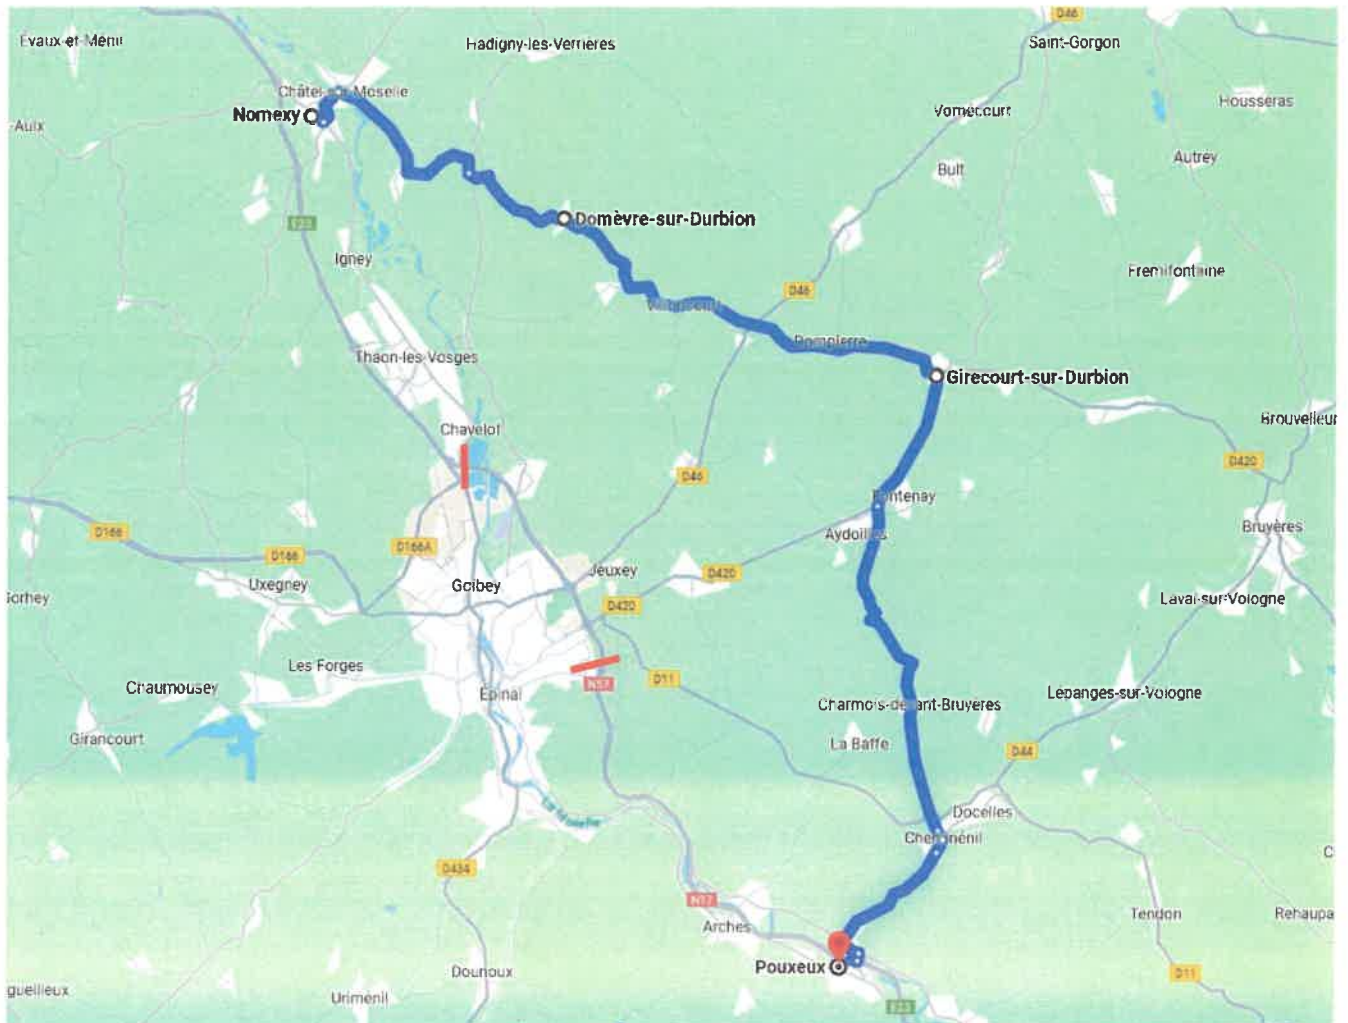 D46
Evaux-et-Ménil
Hadigny-les-Verrières
Saint-Gorgon
Châtel-sur-Moselle
Nomexy
Vomécourt
Housseras
Bult
Autrey
Domèvre-sur-Durbion
E23
Igney
Fremifontaine
D46
Thaon-les-Vosges
Dompierre
Girecourt-sur-Durbion
Chavelot
D46
D420
Fontenay
Bruyères
D166
D166A
D166
Aydoilles
Uxegney
Golbey
Jeuxey
D420
D420
Laval-sur-Vologne
Les Forges
Chaumousey
Épinal
N57
D11
Lépanges-sur-Vologne
Charmois-devant-Bruyères
Girancourt
La Baffe
D44
La Moselle
Docelles
Cheniménil
D434
N57
Arches
Tendon
Pouxeux
Dounoux
D11
Uriménil
E23